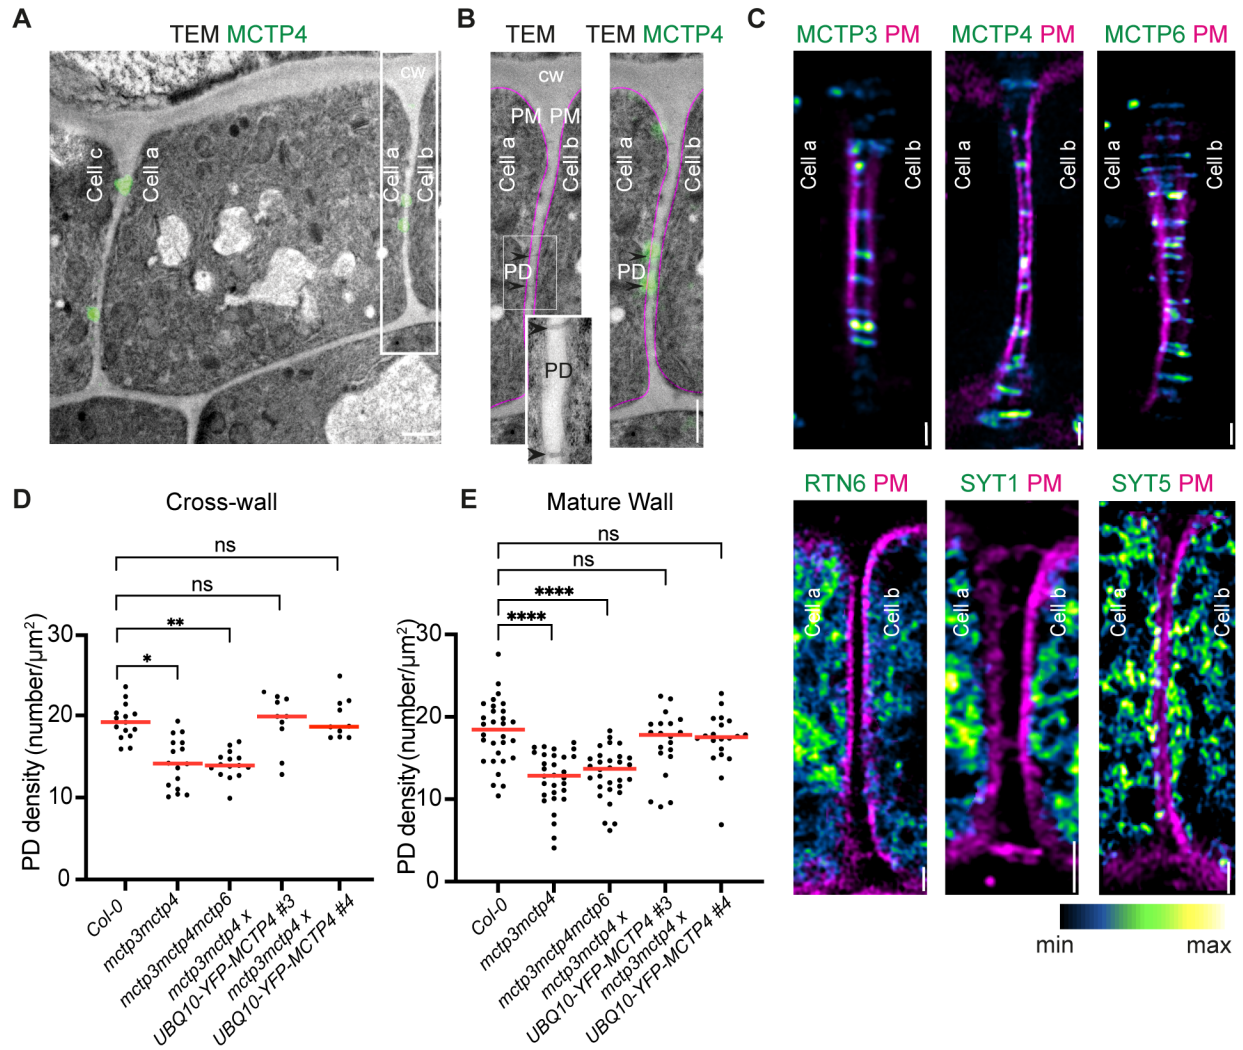 A
TEM MCTP4
cw
Cell c
Cell a
Cell a
Cell b
B
TEM
TEM MCTP4
cw
PM PM
Cell a
Cell b
PD
PD
Cell a
Cell b
PD
C
MCTP3 PM
MCTP4 PM
MCTP6 PM
Cell a
Cell b
Cell a
Cell b
Cell a
Cell b
RTN6 PM
SYT1 PM
SYT5 PM
Cell a
Cell b
Cell a
Cell b
Cell a
Cell b
min
max
D
Cross-wall
ns
ns
**
*
PD density (number/μm²)
30
20
10
0
Col-0
mctp3mctp4
mctp3mctp4mctp6
mctp3mctp4 x
UBQ10-YFP-MCTP4 #3
mctp3mctp4 x
UBQ10-YFP-MCTP4 #4
E
Mature Wall
ns
ns
****
****
PD density (number/μm²)
30
20
10
0
Col-0
mctp3mctp4
mctp3mctp4mctp6
mctp3mctp4 x
UBQ10-YFP-MCTP4 #3
mctp3mctp4 x
UBQ10-YFP-MCTP4 #4